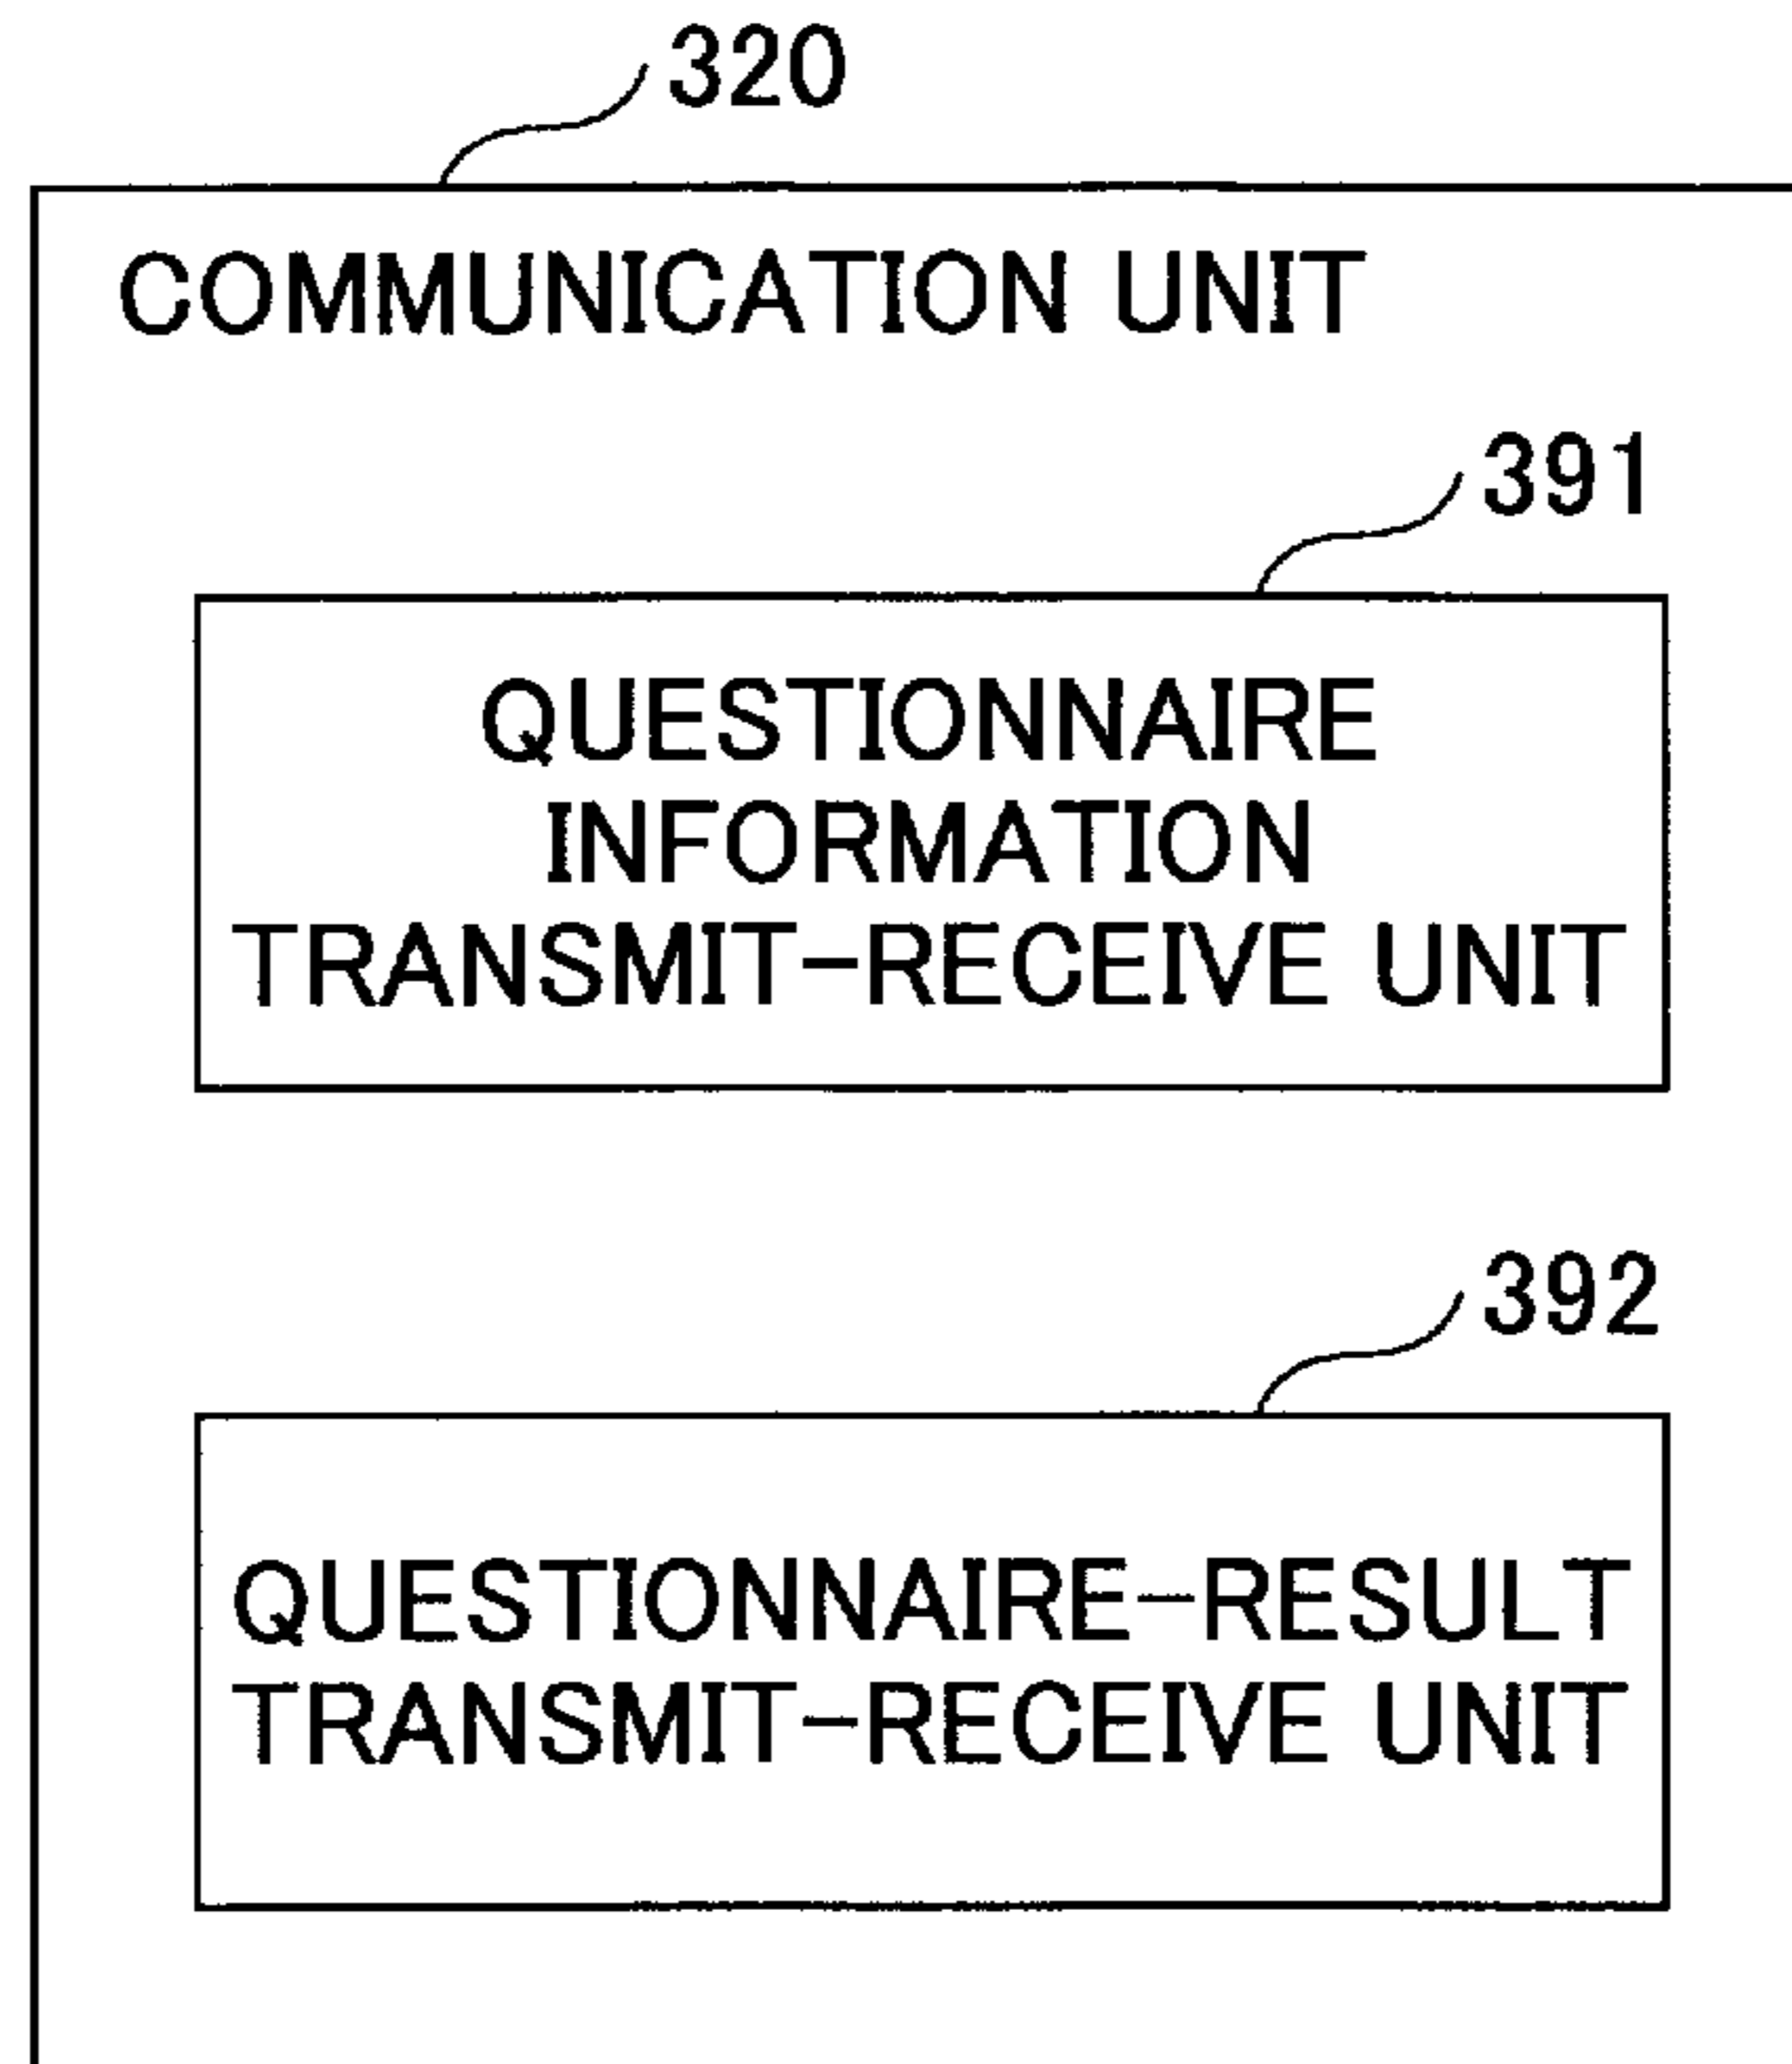 320
COMMUNICATION UNIT
391
QUESTIONNAIRE
INFORMATION
TRANSMIT-RECEIVE UNIT
392
QUESTIONNAIRE-RESULT
TRANSMIT-RECEIVE UNIT